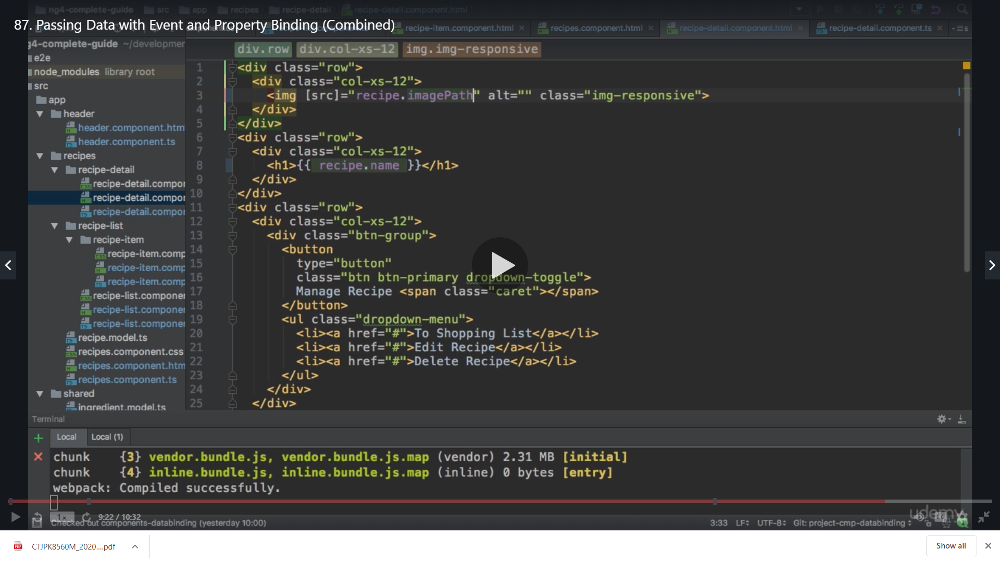 ng4-complete-guide src app recipes recipe-detail recipe-detail.component.html
87. Passing Data with Event and Property Binding (Combined)
recipe-item.component.html recipes.component.html recipe-detail.component.html recipe-detail.component.ts
g4-complete-guide ~/developmer
e2e
node_modules library root
src
app
header
header.component.htm
header.component.ts
recipes
recipe-detail
recipe-detail.compor
recipe-detail.compor
recipe-detail.compor
recipe-list
recipe-item
recipe-item.comp
recipe-item.comp
recipe-item.comp
recipe-list.componer
recipe-list.componer
recipe-list.componer
recipe.model.ts
recipes.component.css
recipes.component.htm
recipes.component.ts
shared
ingredient.model.ts
div.row div.col-xs-12 img.img-responsive
1 <div class="row">
2 <div class="col-xs-12">
3 <img [src]="recipe.imagePath" alt="" class="img-responsive">
4 </div>
5 </div>
6 <div class="row">
7 <div class="col-xs-12">
8 <h1>{{ recipe.name }}</h1>
9 </div>
10 </div>
11 <div class="row">
12 <div class="col-xs-12">
13 <div class="btn-group">
14 <button
15 type="button"
16 class="btn btn-primary dropdown-toggle">
17 Manage Recipe <span class="caret"></span>
18 </button>
19 <ul class="dropdown-menu">
20 <li><a href="#">To Shopping List</a></li>
21 <li><a href="#">Edit Recipe</a></li>
22 <li><a href="#">Delete Recipe</a></li>
23 </ul>
24 </div>
25 </div>
Terminal
Local Local (1)
chunk {3} vendor.bundle.js, vendor.bundle.js.map (vendor) 2.31 MB [initial]
chunk {4} inline.bundle.js, inline.bundle.js.map (inline) 0 bytes [entry]
webpack: Compiled successfully.
udemy
1x 9:22 / 10:32
Checked out components-databinding (yesterday 10:00) 3:33 LF UTF-8 Git: project-cmp-databinding
CTJPK8560M_2020....pdf Show all